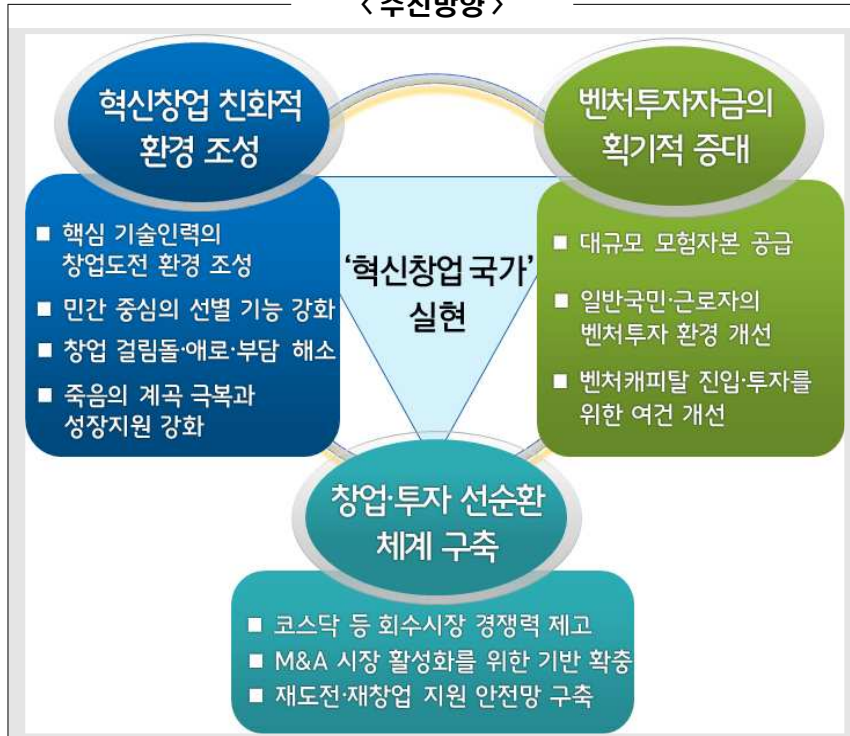 < 추진방향 >
혁신창업 친화적
환경 조성
■ 핵심 기술인력의
창업도전 환경 조성
■ 민간 중심의 선별 기능 강화
■ 창업 걸림돌·애로·부담 해소
■ 죽음의 계곡 극복과
성장지원 강화
벤처투자자금의
획기적 증대
■ 대규모 모험자본 공급
■ 일반국민·근로자의
벤처투자 환경 개선
■ 벤처캐피탈 진입·투자를
위한 여건 개선
‘혁신창업 국가’
실현
창업·투자 선순환
체계 구축
■ 코스닥 등 회수시장 경쟁력 제고
■ M&A 시장 활성화를 위한 기반 확충
■ 재도전·재창업 지원 안전망 구축